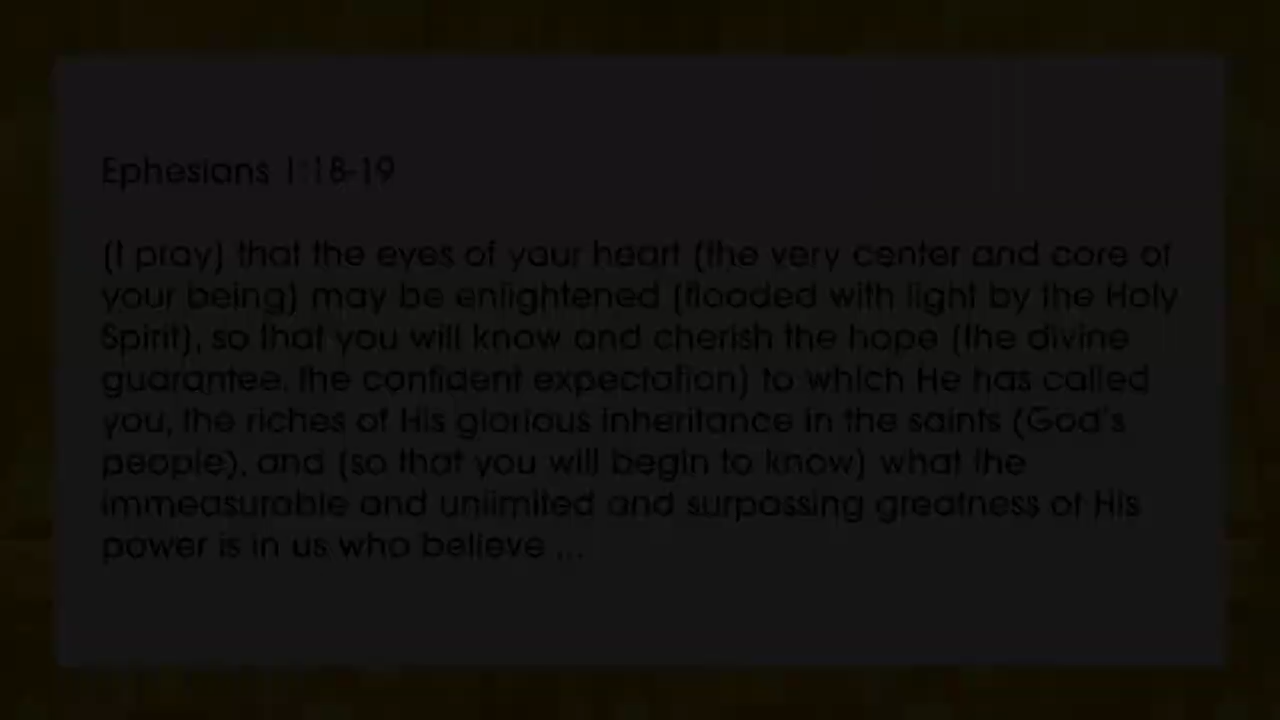 Ephesians 1:18-19
(I pray) that the eyes of your heart (the very center and core of
your being) may be enlightened (flooded with light by the Holy
Spirit), so that you will know and cherish the hope (the divine
guarantee, the confident expectation) to which He has called
you, the riches of His glorious inheritance in the saints (God's
people), and (so that you will begin to know) what the
immeasurable and unlimited and surpassing greatness of His
power is in us who believe ...